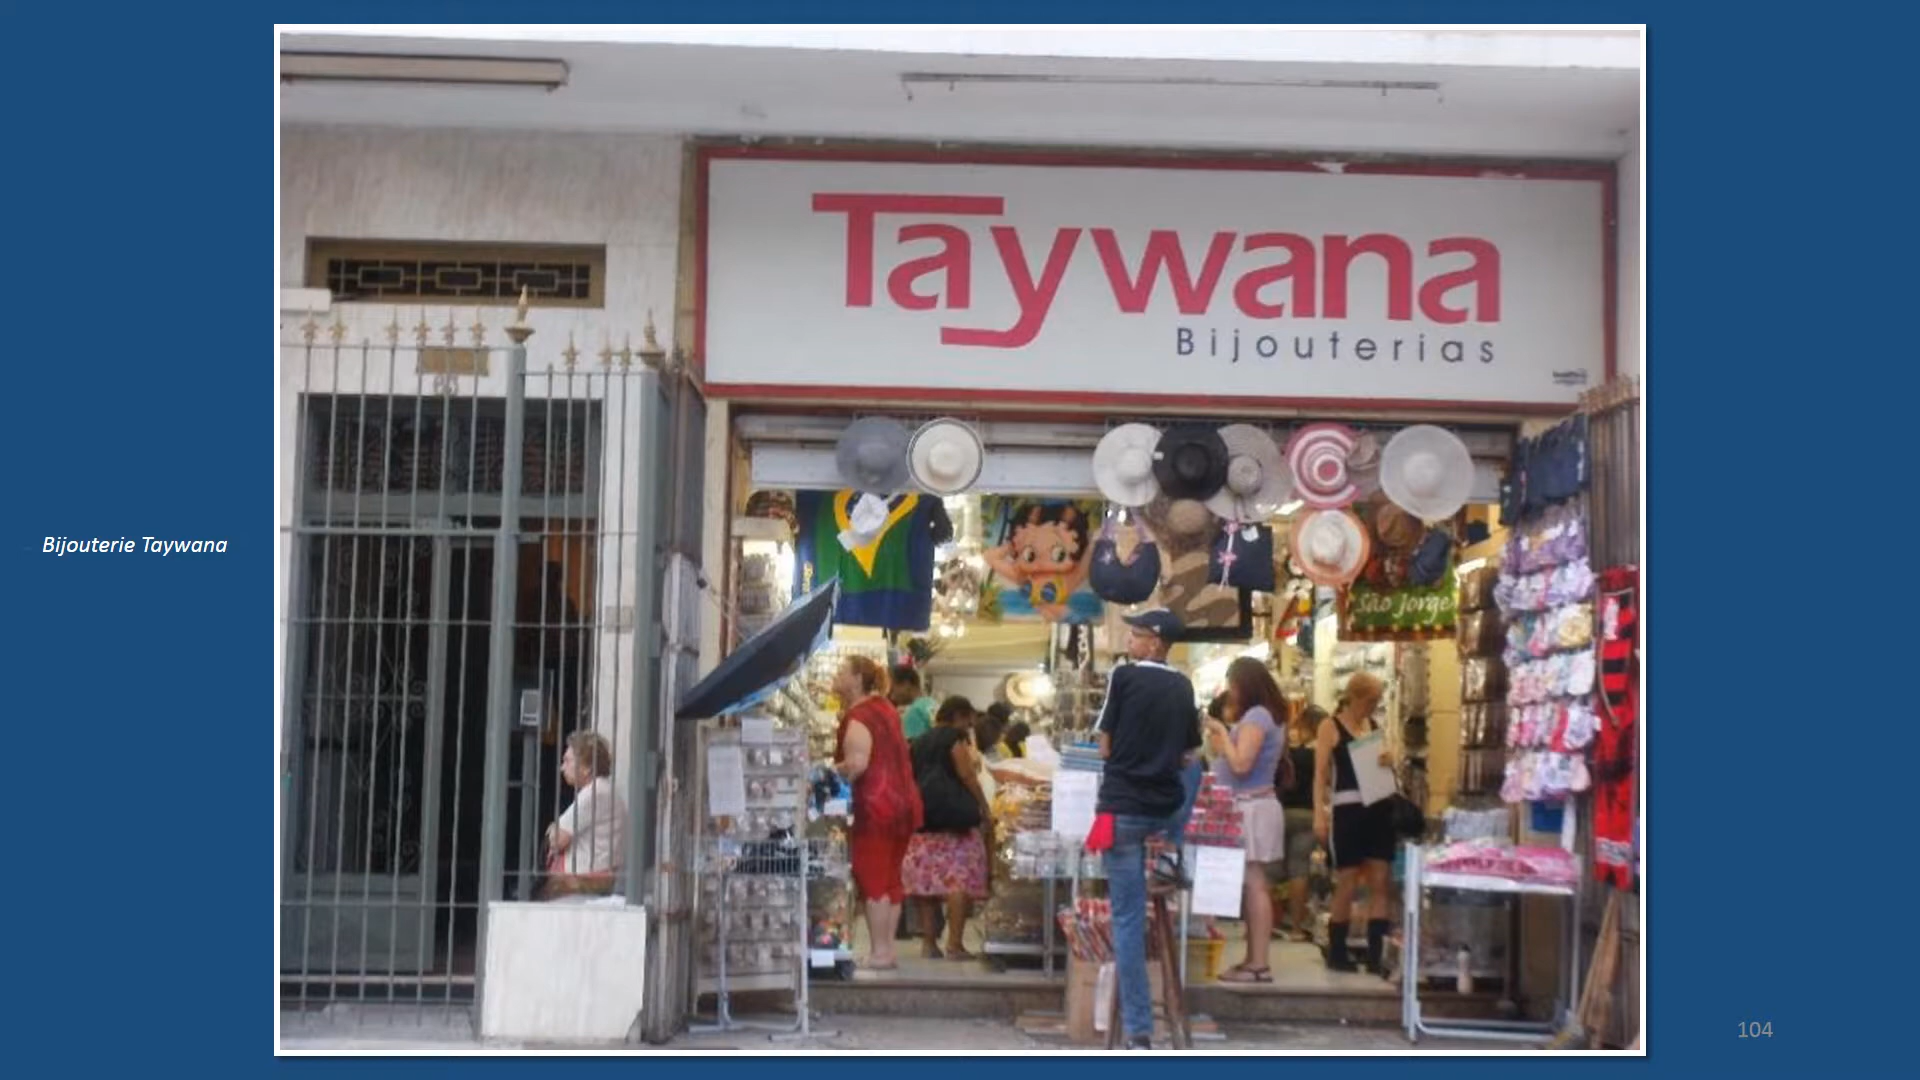 Taywana
Bijouterias
São Jorge
Bijouterie Taywana
104